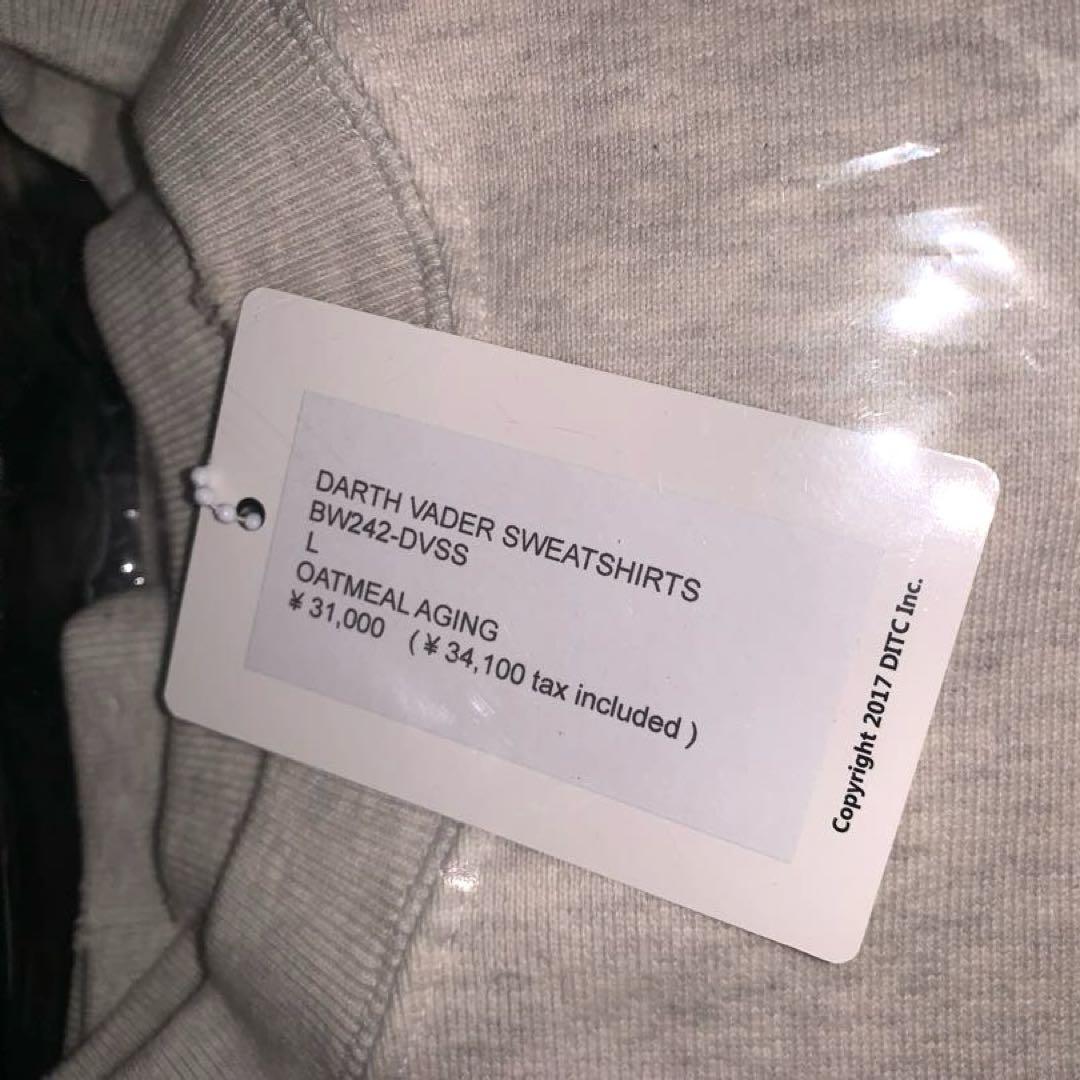 DARTH VADER SWEATSHIRTS
BW242-DVSS
L
OATMEAL AGING
¥ 31,000 (¥ 34,100 tax included )
Copyright 2017 DITC Inc.